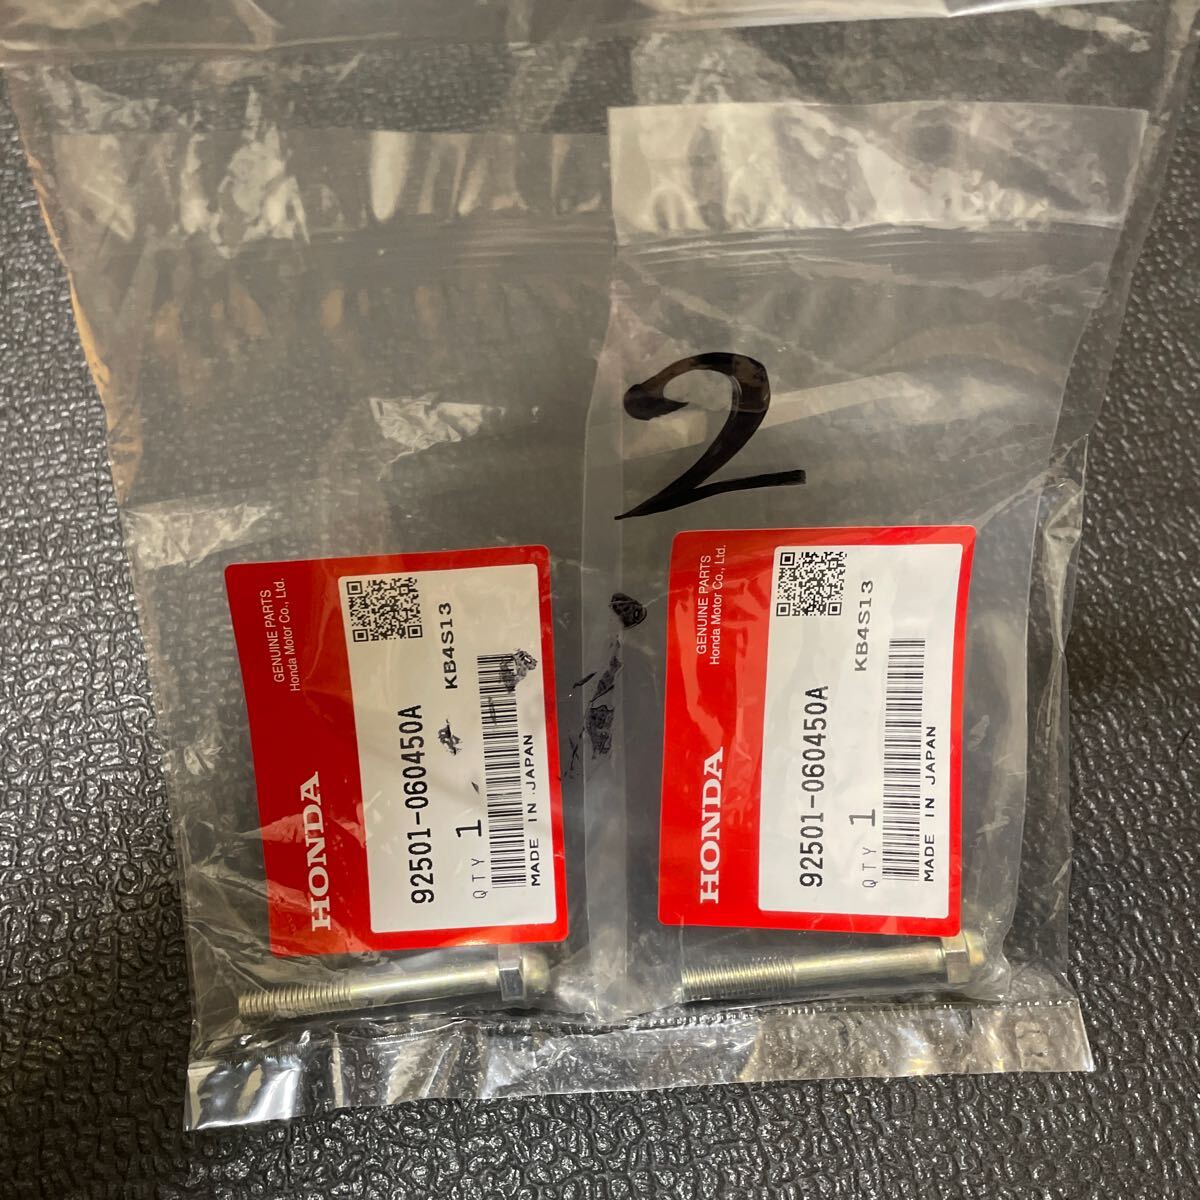 2
GENUINE PARTS
Honda Motor Co., Ltd.
HONDA
92501-060450A
KB4S13
QTY 1
MADE IN JAPAN
GENUINE PARTS
Honda Motor Co., Ltd.
HONDA
92501-060450A
KB4S13
QTY 1
MADE IN JAPAN